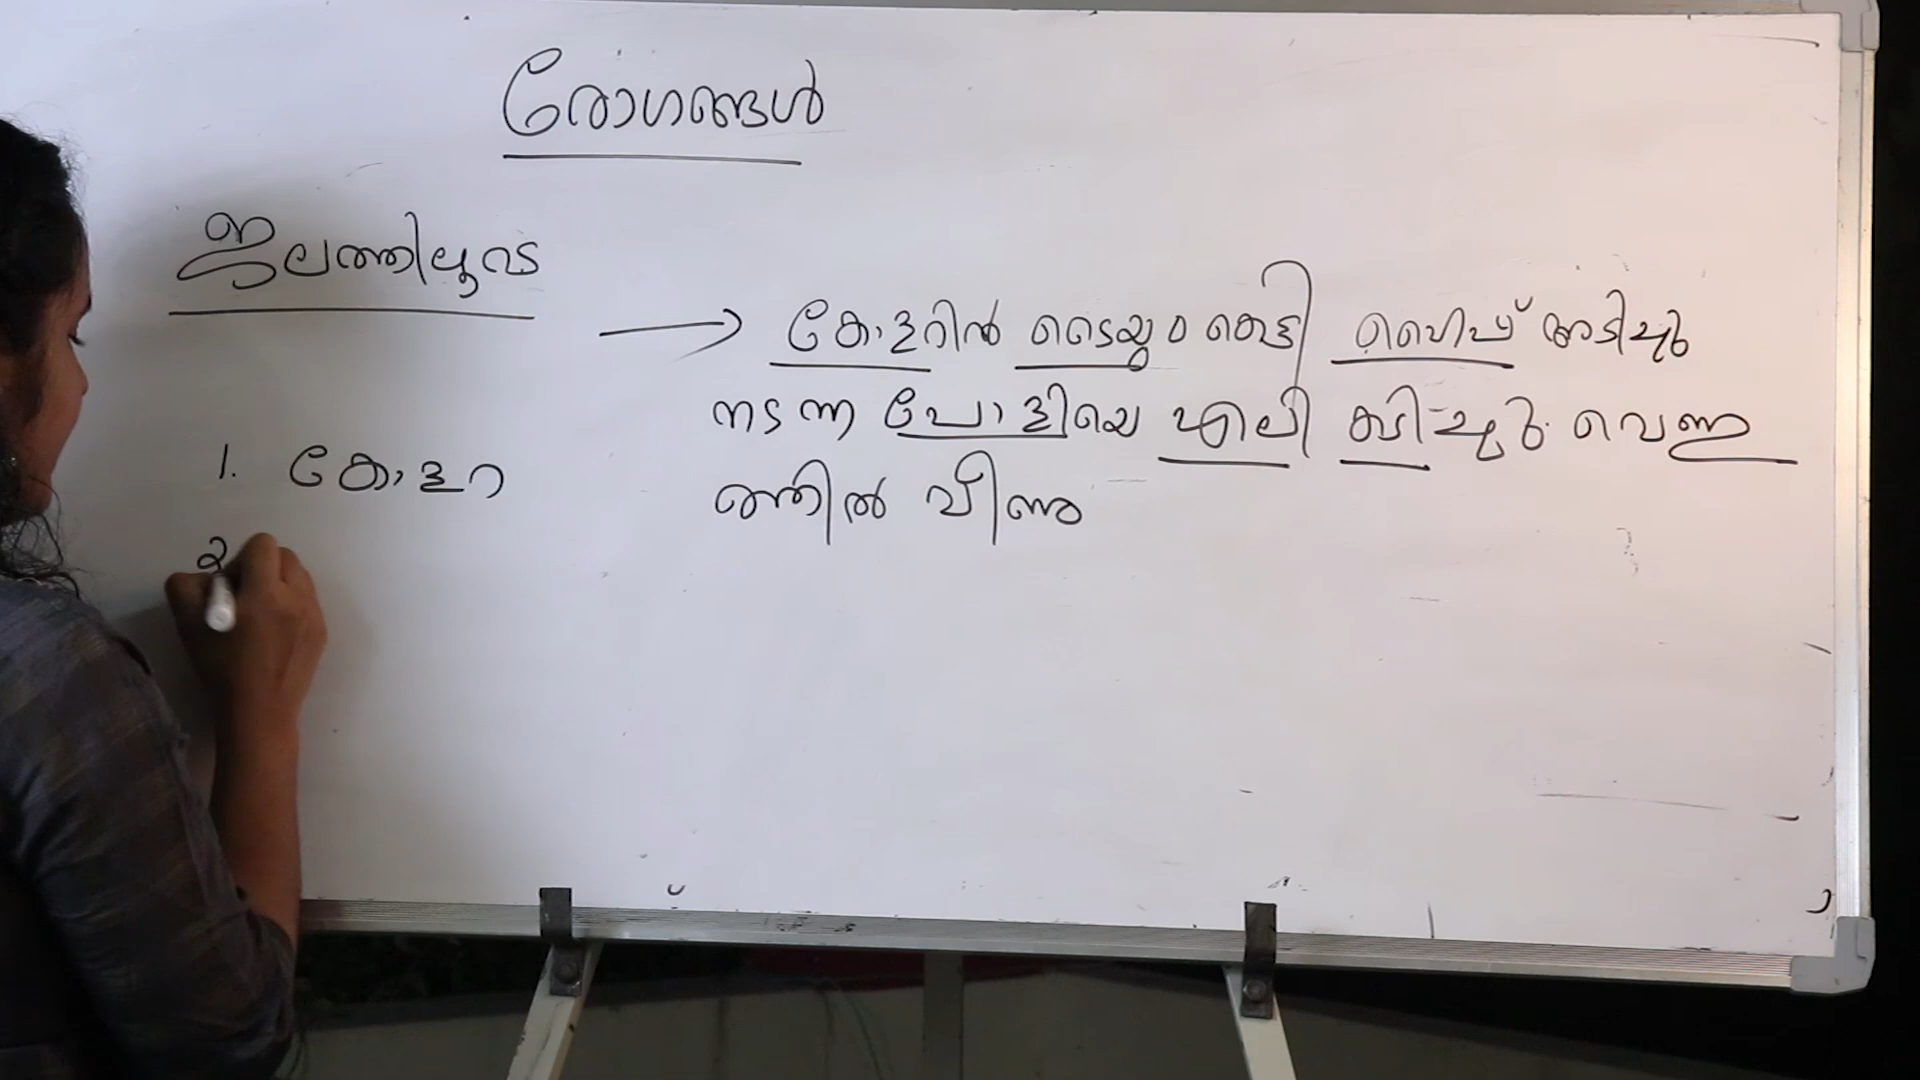 രോഗങ്ങൾ
ജലത്തിലൂടെ
→ കോളറിൻ ടൈയും കെട്ടി പൈപ്പ് അടിച്ചു
നടന്ന പോളിയെ എലി കടിച്ചു വെള്ള
ത്തിൽ വീണു
1. കോളറ
2